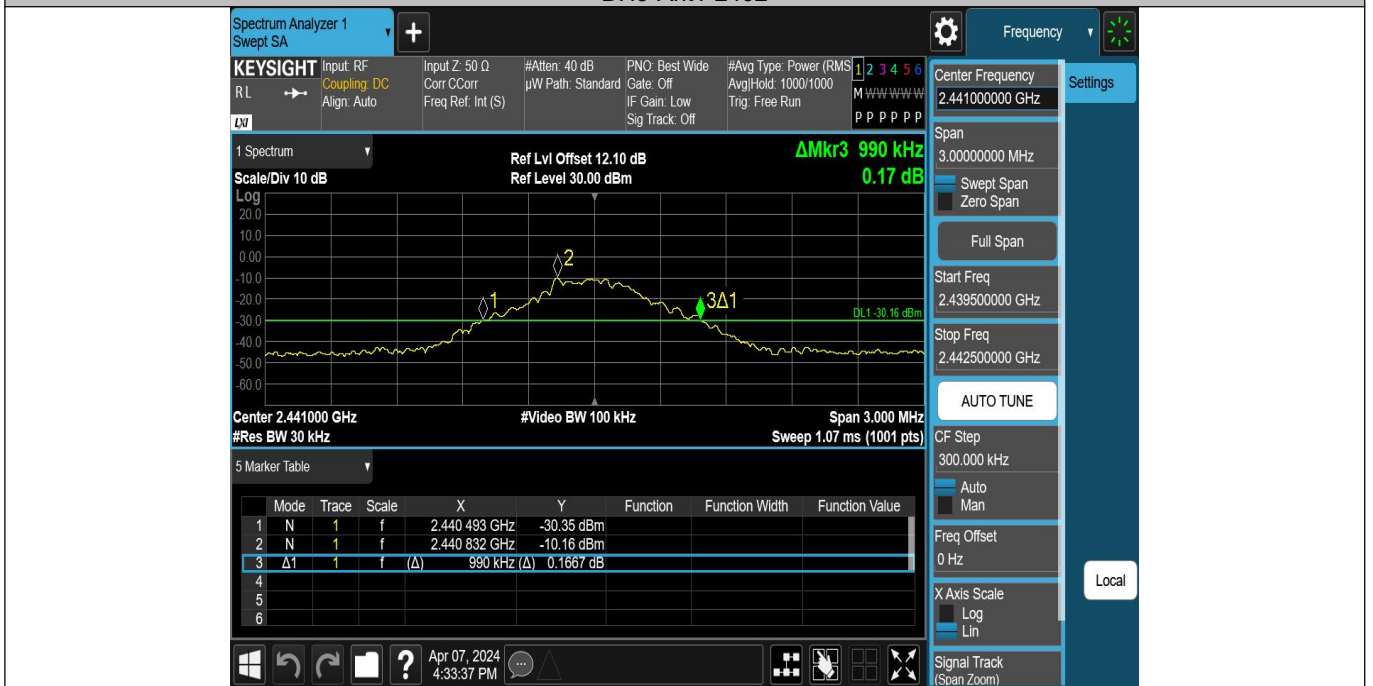 Spectrum Analyzer 1
Swept SA
Frequency
KEYSIGHT
RL
LXI
Input: RF
Coupling: DC
Align: Auto
Input Z: 50 Ω
Corr CCorr
Freq Ref: Int (S)
#Atten: 40 dB
µW Path: Standard
PNO: Best Wide
Gate: Off
IF Gain: Low
Sig Track: Off
#Avg Type: Power (RMS
Avg|Hold: 1000/1000
Trig: Free Run
1 2 3 4 5 6
M W W W W W
P P P P P P
1 Spectrum
Scale/Div 10 dB
Ref Lvl Offset 12.10 dB
Ref Level 30.00 dBm
ΔMkr3 990 kHz
0.17 dB
Log
20.0
10.0
0.00
-10.0
-20.0
-30.0
-40.0
-50.0
-60.0
1
2
3Δ1
DL1 -30.16 dBm
Center 2.441000 GHz
#Video BW 100 kHz
Span 3.000 MHz
#Res BW 30 kHz
Sweep 1.07 ms (1001 pts)
5 Marker Table
Mode Trace Scale X Y Function Function Width Function Value
1 N 1 f 2.440 493 GHz -30.35 dBm
2 N 1 f 2.440 832 GHz -10.16 dBm
3 Δ1 1 f (Δ) 990 kHz (Δ) 0.1667 dB
4
5
6
?
Apr 07, 2024
4:33:37 PM
Center Frequency
2.441000000 GHz
Settings
Span
3.00000000 MHz
Swept Span
Zero Span
Full Span
Start Freq
2.439500000 GHz
Stop Freq
2.442500000 GHz
AUTO TUNE
CF Step
300.000 kHz
Auto
Man
Freq Offset
0 Hz
X Axis Scale
Log
Lin
Local
Signal Track
(Span Zoom)